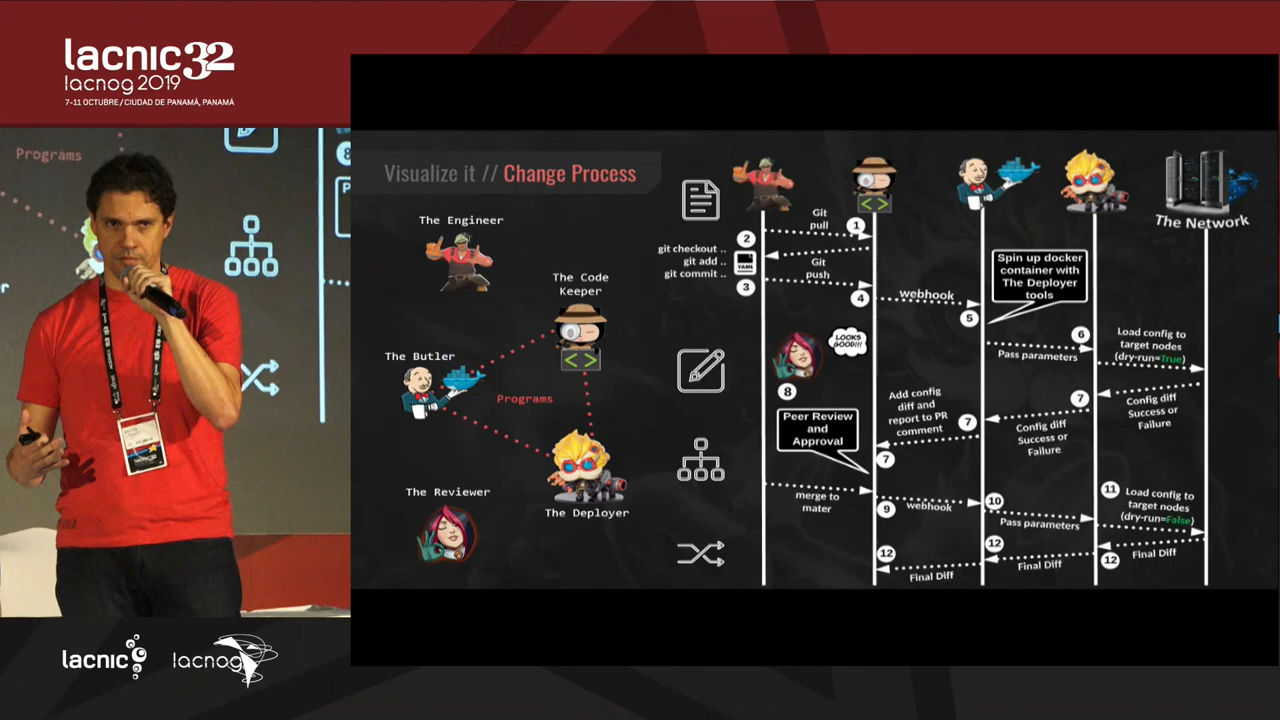 lacnic32
lacnog 2019
7-11 OCTUBRE / CIUDAD DE PANAMÁ, PANAMÁ
Programs
8
P
r
lacnic
lacnog
Visualize it // Change Process
The Engineer
The Code
Keeper
The Butler
Programs
The Reviewer
The Deployer
< >
< >
The Network
Git
pull
1
2
git checkout ..
git add ..
git commit ..
YAML
Git
push
3
4
webhook
5
Spin up docker
container with
The Deployer
tools
6
Pass parameters
Load config to
target nodes
(dry-run=True)
LOOKS
GOOD!!!
8
Peer Review
and
Approval
Add config
diff and
report to PR
comment
7
7
Config diff
Success or
Failure
7
Config diff
Success or
Failure
merge to
mater
9
webhook
10
Pass parameters
11
Load config to
target nodes
(dry-run=False)
12
Final Diff
12
Final Diff
12
Final Diff